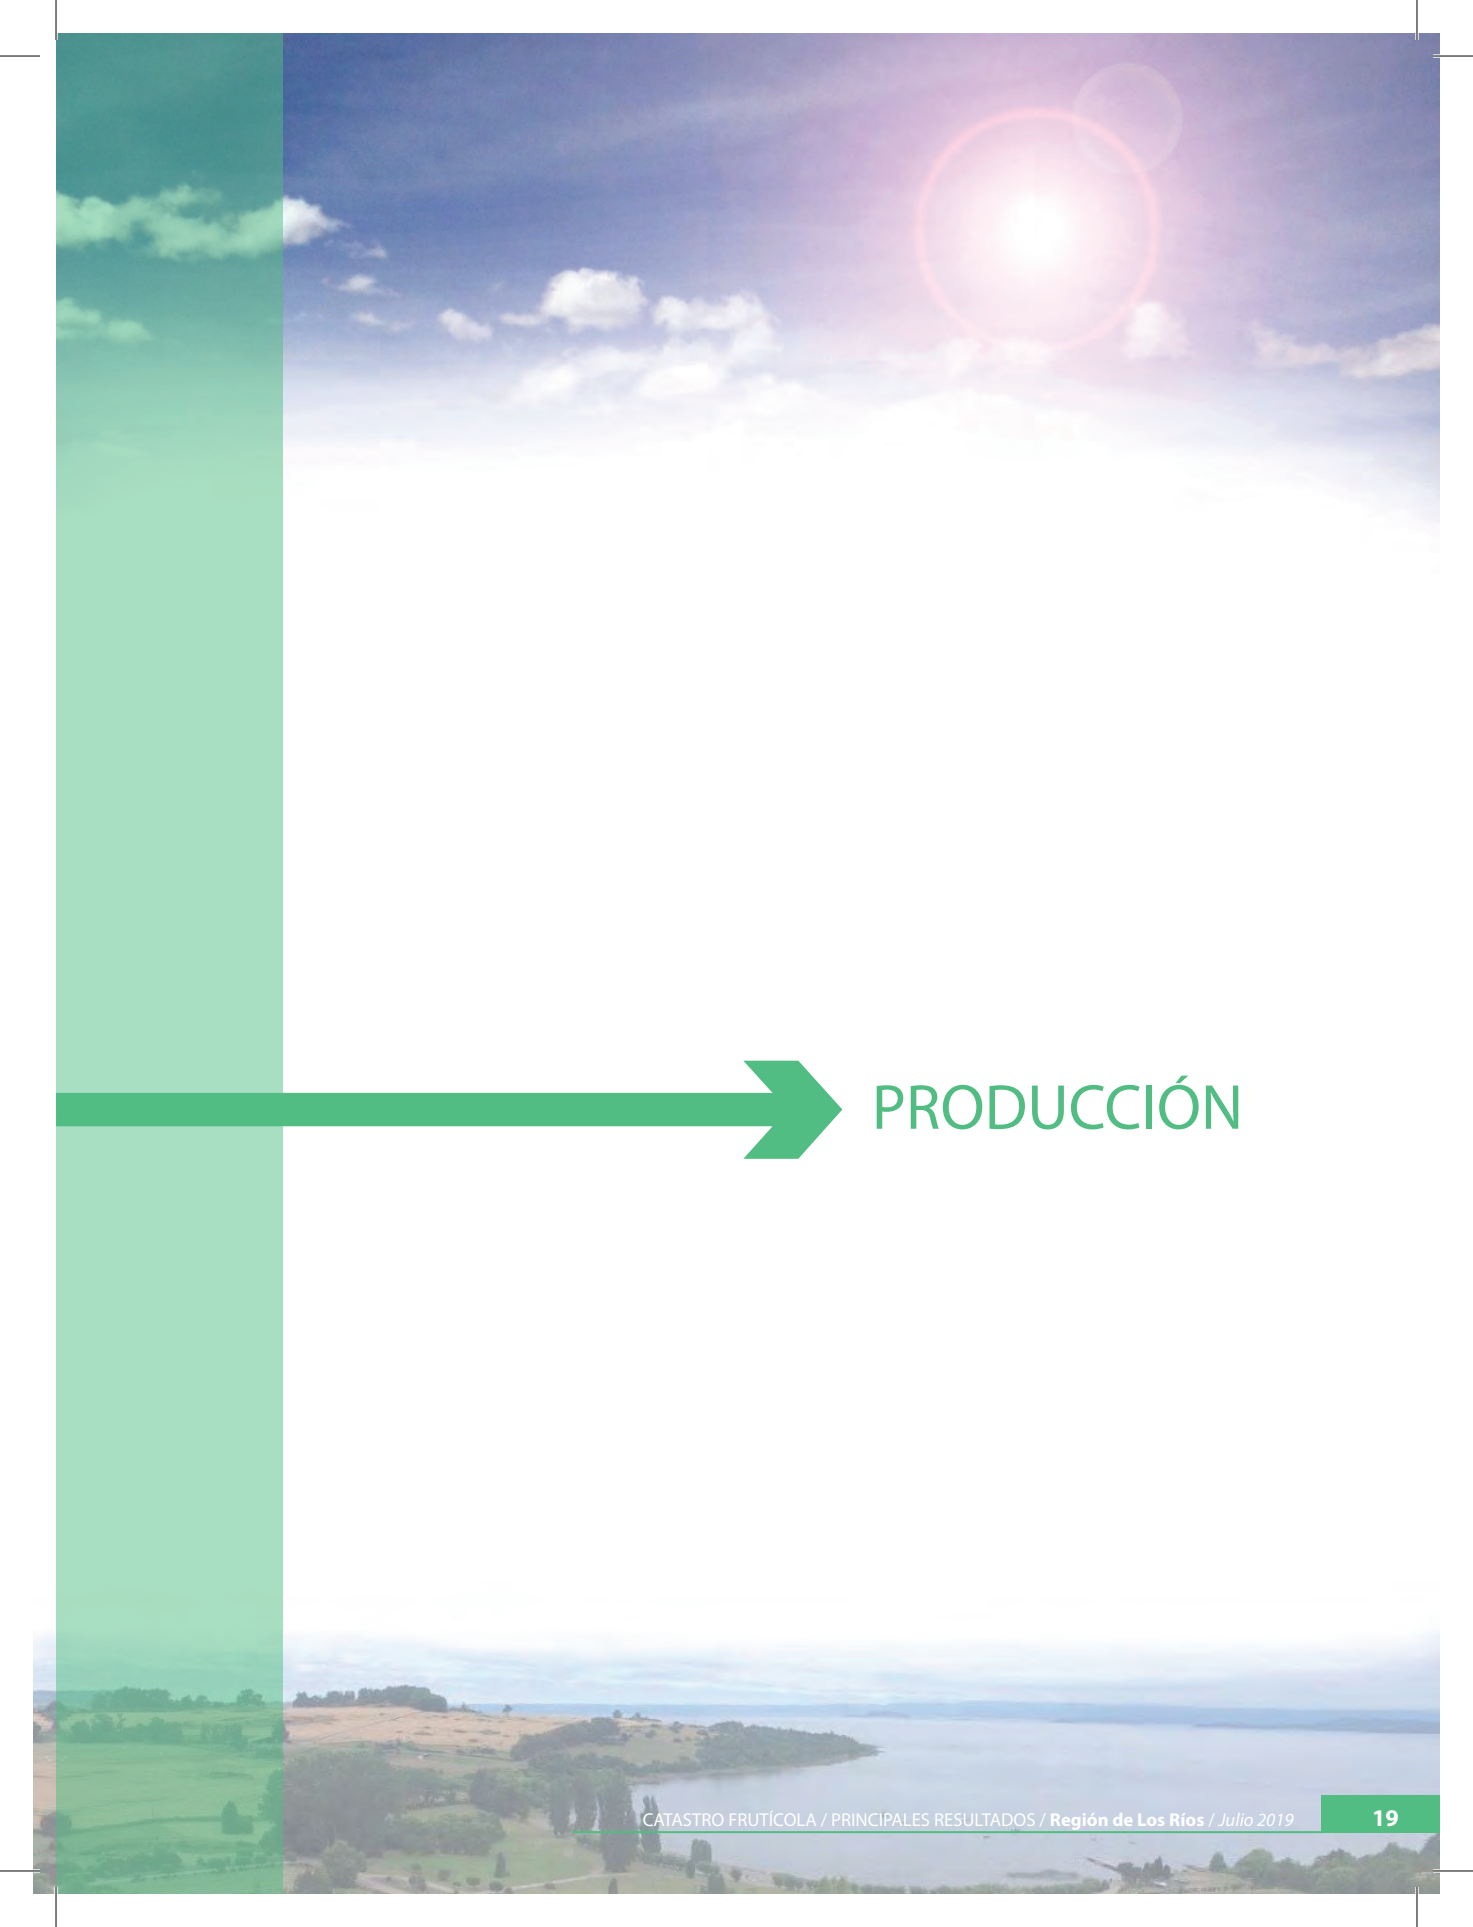 PRODUCCIÓN
CATASTRO FRUTÍCOLA / PRINCIPALES RESULTADOS / Región de Los Ríos / Julio 2019
19